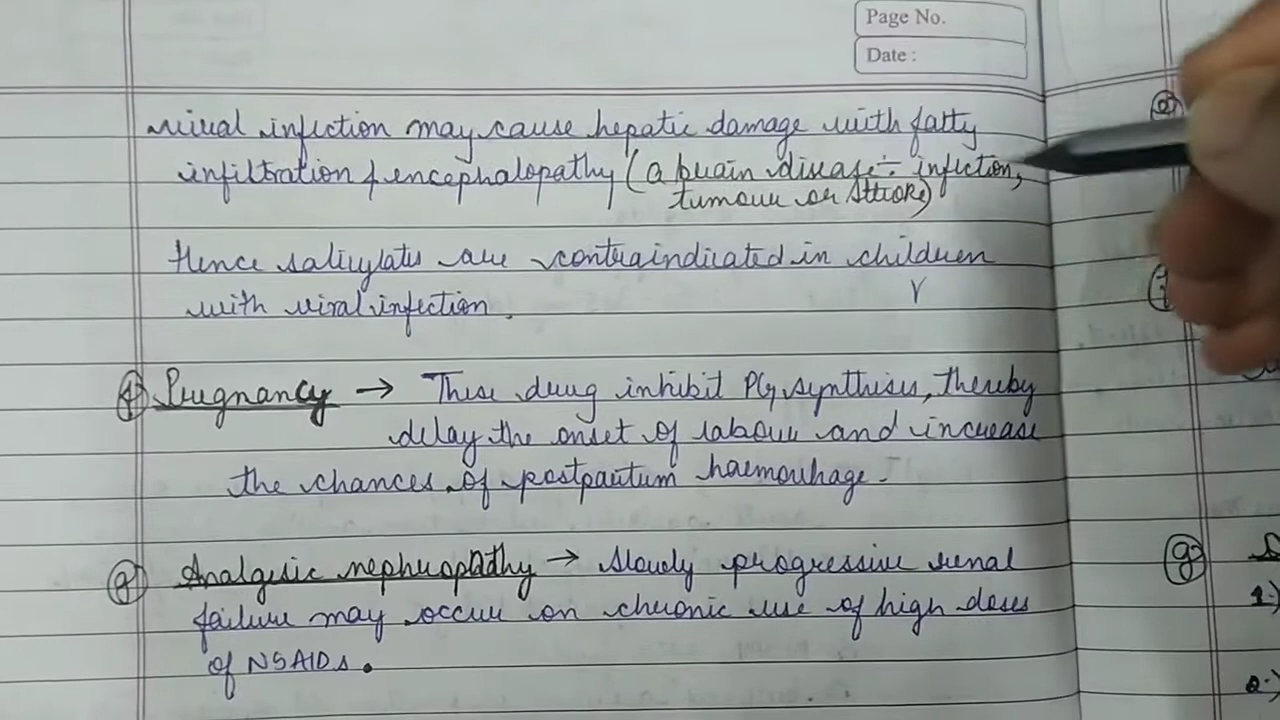 Page No.
Date :
viral infection may cause hepatic damage with fatty
infiltration & encephalopathy (a brain disease :- infection,
tumour or stroke)
Hence salicylates are contraindicated in children
with viral infection.
(f) Pregnancy → These drug inhibit PG synthesis, thereby
delay the onset of labour and increase
the chances of postpartum haemorrhage.
(g) Analgesic nephropathy → Slowly progressive renal
failure may occur on chronic use of high doses
of NSAIDs.
(e)
(g)
1.)
2.)